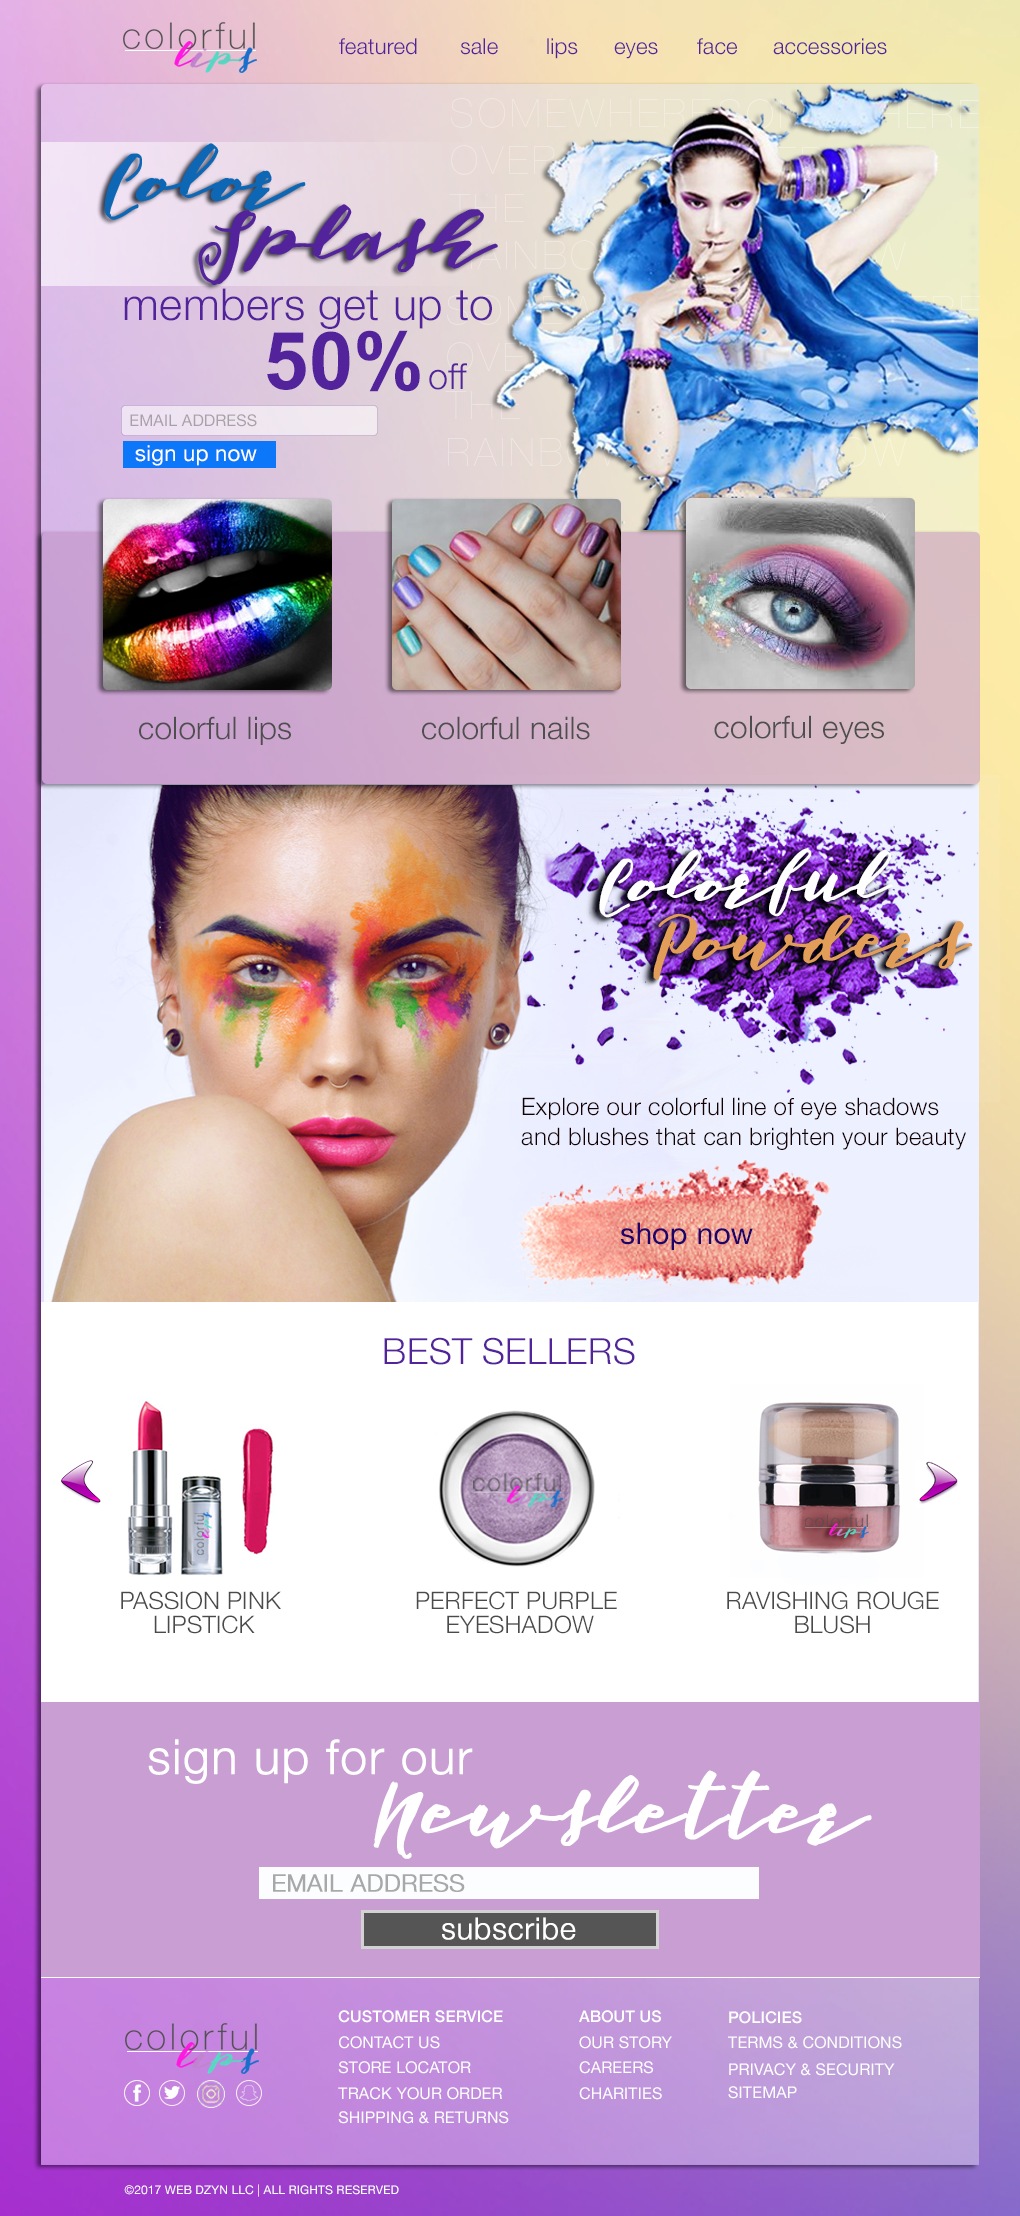 colorful
lips
featured sale lips eyes face accessories
SOMEWHERE
OVER
THE
RAINBOW
SOMEWHERE
OVER
THE
RAINBOW
Color
Splash
members get up to
50% off
EMAIL ADDRESS
sign up now
colorful lips
colorful nails
colorful eyes
Colorful
Powders
Explore our colorful line of eye shadows
and blushes that can brighten your beauty
shop now
BEST SELLERS
colorful
lips
colorful
lips
colorful
lips
PASSION PINK
LIPSTICK
PERFECT PURPLE
EYESHADOW
RAVISHING ROUGE
BLUSH
sign up for our
Newsletter
EMAIL ADDRESS
subscribe
colorful
lips
CUSTOMER SERVICE
CONTACT US
STORE LOCATOR
TRACK YOUR ORDER
SHIPPING & RETURNS
ABOUT US
OUR STORY
CAREERS
CHARITIES
POLICIES
TERMS & CONDITIONS
PRIVACY & SECURITY
SITEMAP
©2017 WEB DZYN LLC | ALL RIGHTS RESERVED